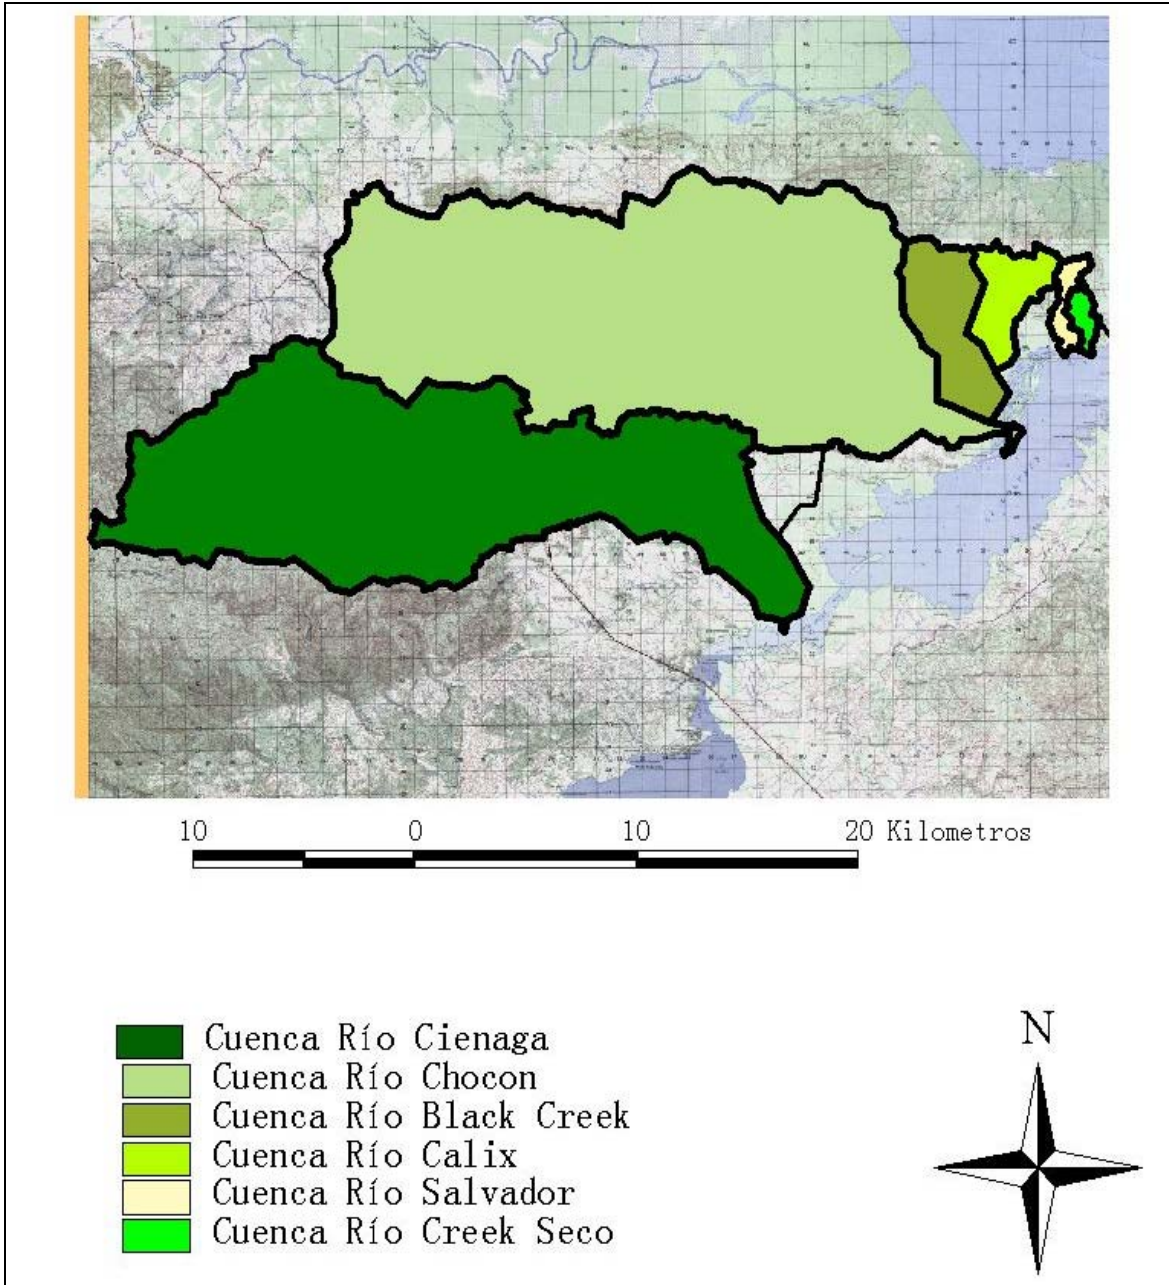 10 0 10 20 Kilometros
Cuenca Río Cienaga
Cuenca Río Chocon
Cuenca Río Black Creek
Cuenca Río Calix
Cuenca Río Salvador
Cuenca Río Creek Seco
N